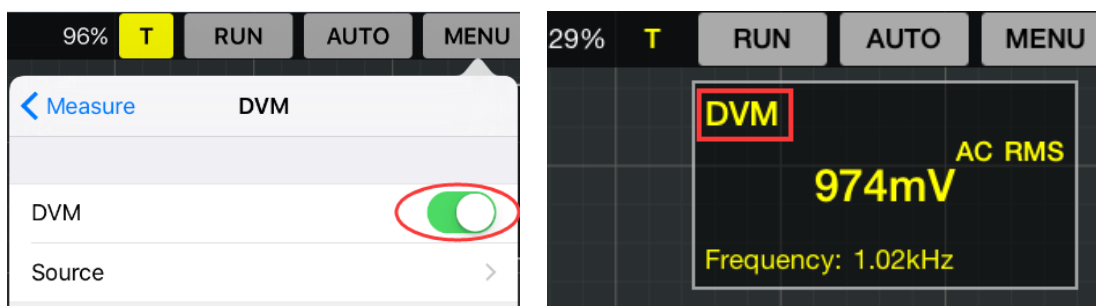 96% T RUN AUTO MENU
Measure DVM
DVM
Source
29% T RUN AUTO MENU
DVM
AC RMS
974mV
Frequency: 1.02kHz